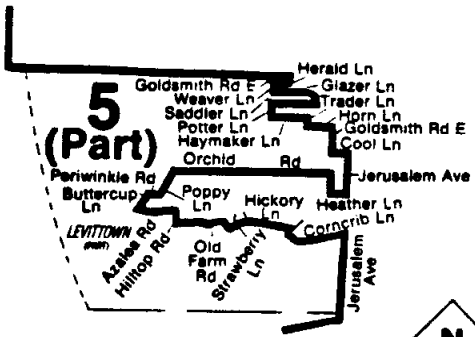 Herald Ln
Goldsmith Rd E
Glazer Ln
Weaver Ln
Trader Ln
Saddler Ln
Horn Ln
Potter Ln
Goldsmith Rd E
Haymaker Ln
Cool Ln
5
(Part)
Orchid Rd
Periwinkle Rd
Jerusalem Ave
Buttercup
Ln
Poppy
Ln
Hickory
Ln
Heather Ln
Corncrib Ln
LEVITTOWN
(PART)
Azalea Rd
Hilltop Rd
Old
Farm
Rd
Strawberry
Ln
Jerusalem
Ave
N